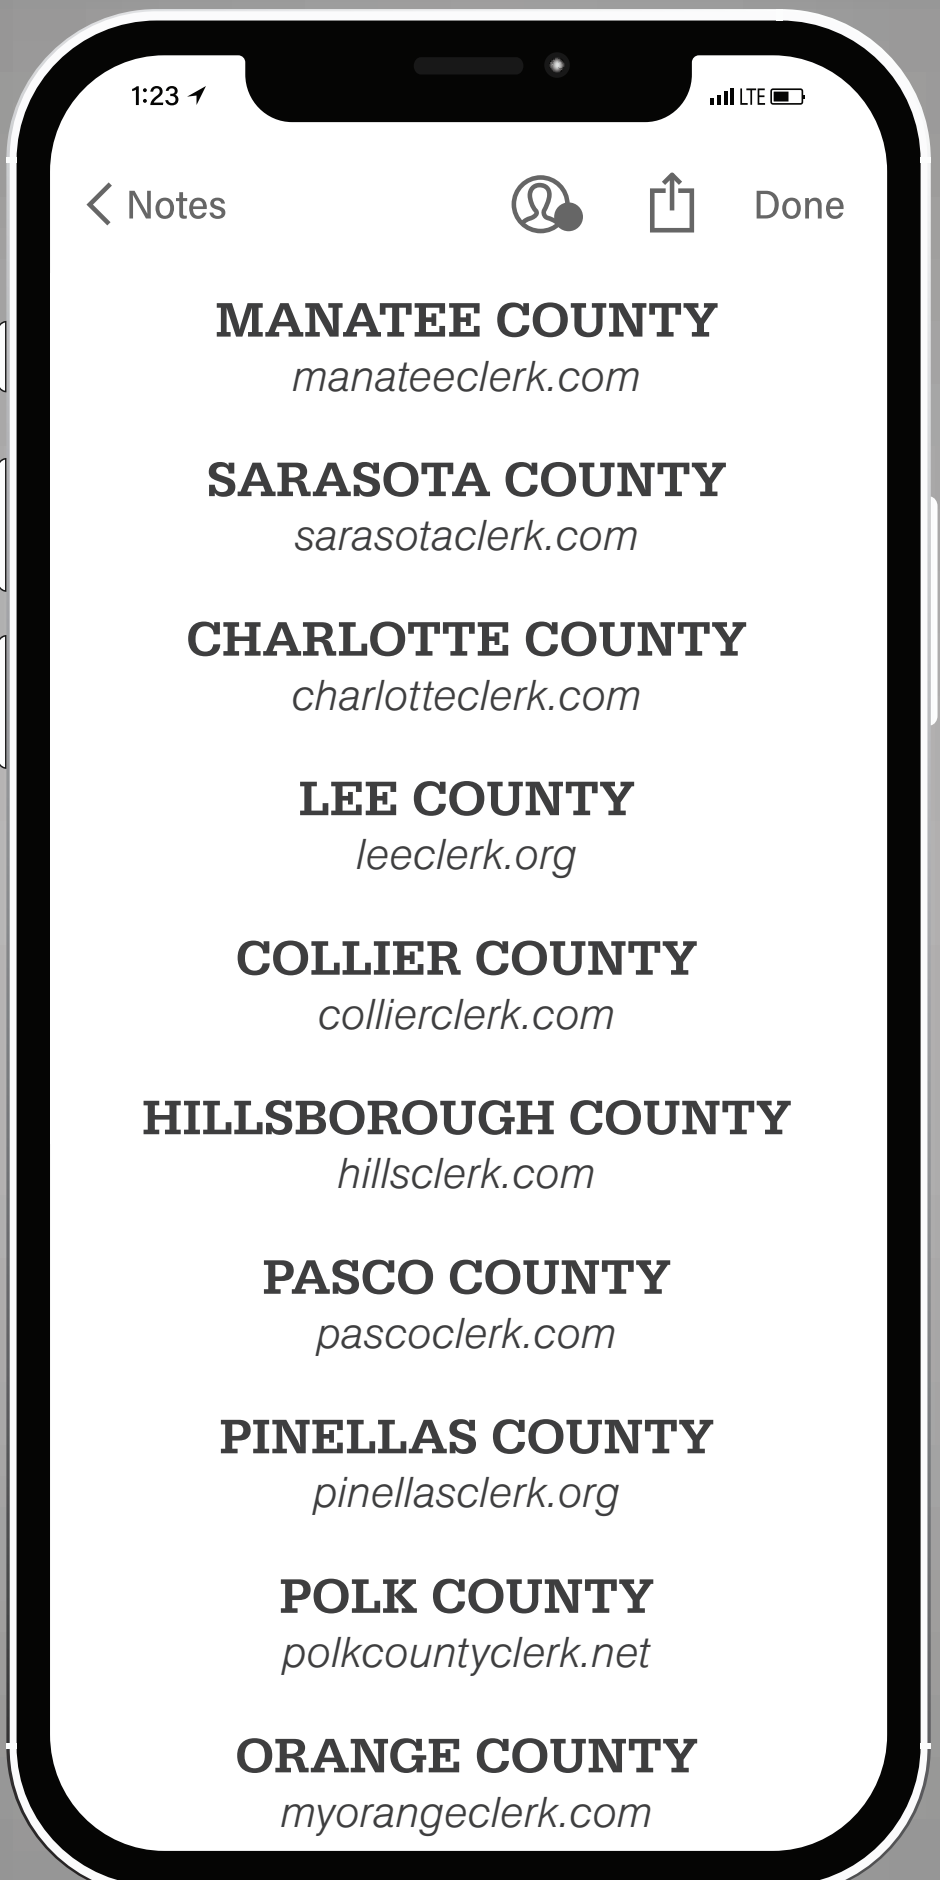 1:23
LTE
Notes
Done
MANATEE COUNTY
manateeclerk.com
SARASOTA COUNTY
sarasotaclerk.com
CHARLOTTE COUNTY
charlotteclerk.com
LEE COUNTY
leeclerk.org
COLLIER COUNTY
collierclerk.com
HILLSBOROUGH COUNTY
hillsclerk.com
PASCO COUNTY
pascoclerk.com
PINELLAS COUNTY
pinellasclerk.org
POLK COUNTY
polkcountyclerk.net
ORANGE COUNTY
myorangeclerk.com